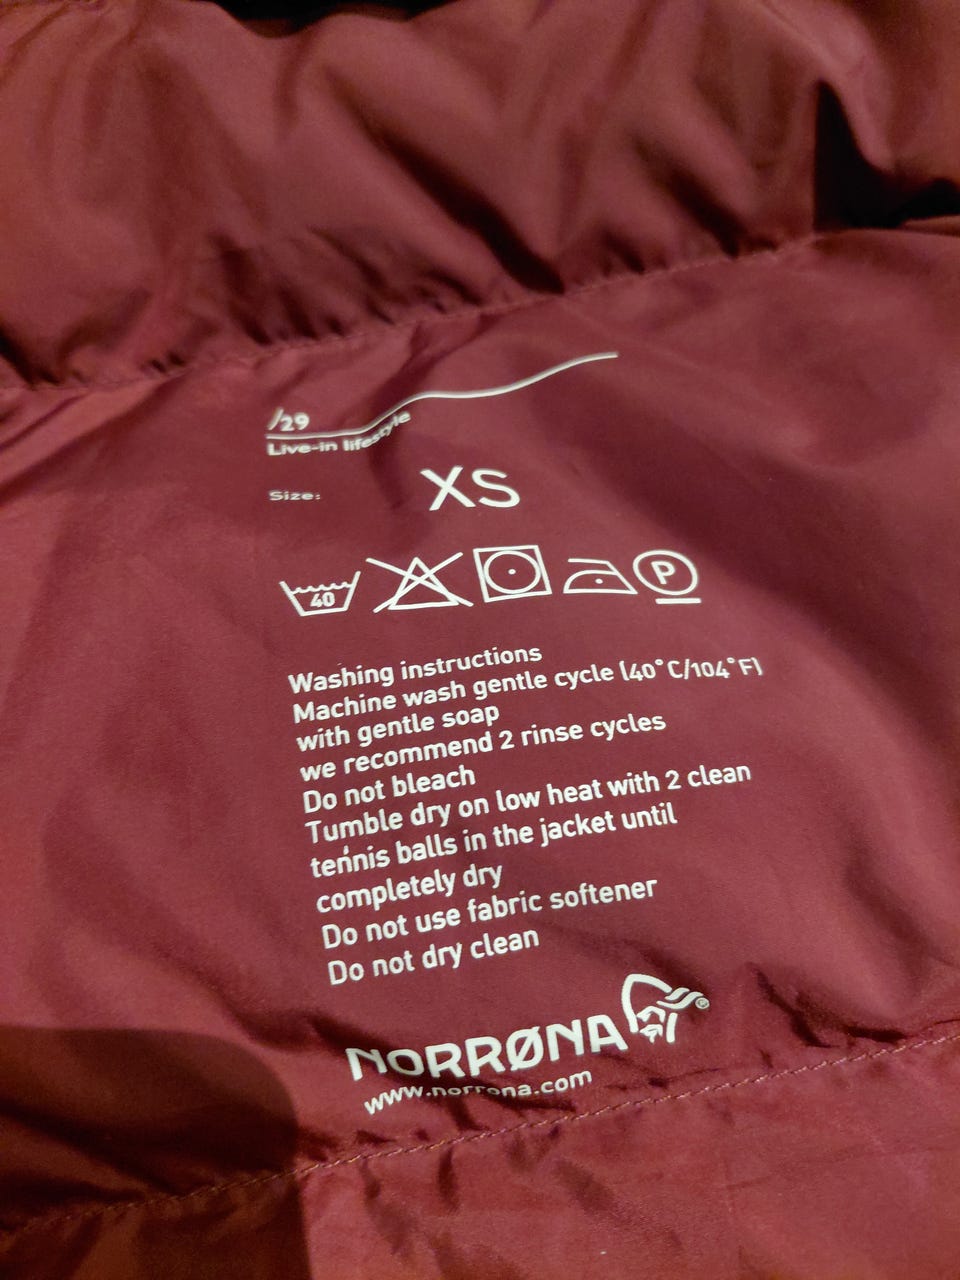 /29
Live-in lifestyle
Size: XS
40 P
Washing instructions
Machine wash gentle cycle (40°C/104°F)
with gentle soap
we recommend 2 rinse cycles
Do not bleach
Tumble dry on low heat with 2 clean
tennis balls in the jacket until
completely dry
Do not use fabric softener
Do not dry clean
NORRØNA ®
www.norrona.com